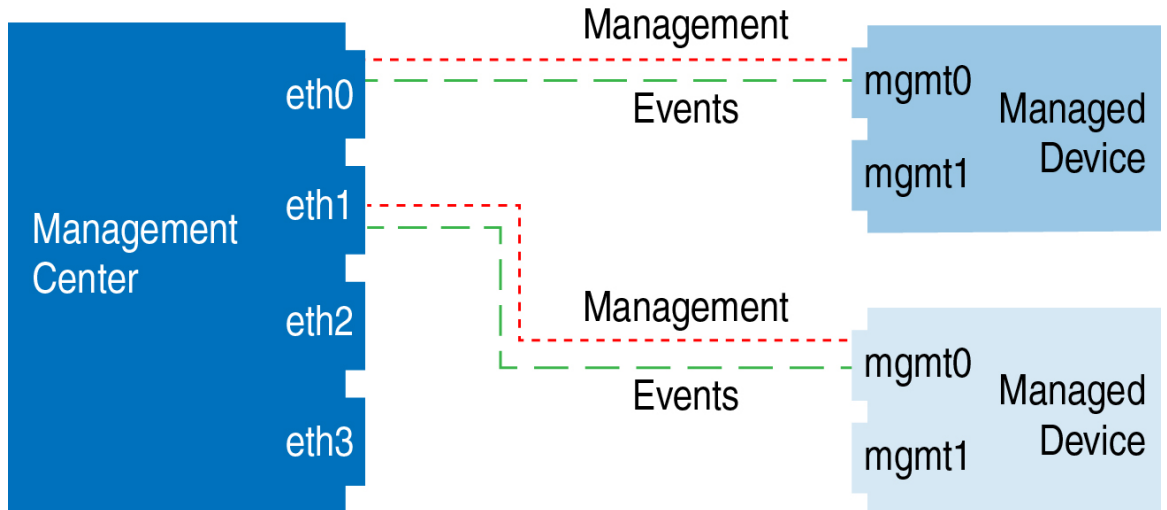 Management
Center
eth0
eth1
eth2
eth3
Management
Events
mgmt0
mgmt1
Managed
Device
Management
Events
mgmt0
mgmt1
Managed
Device